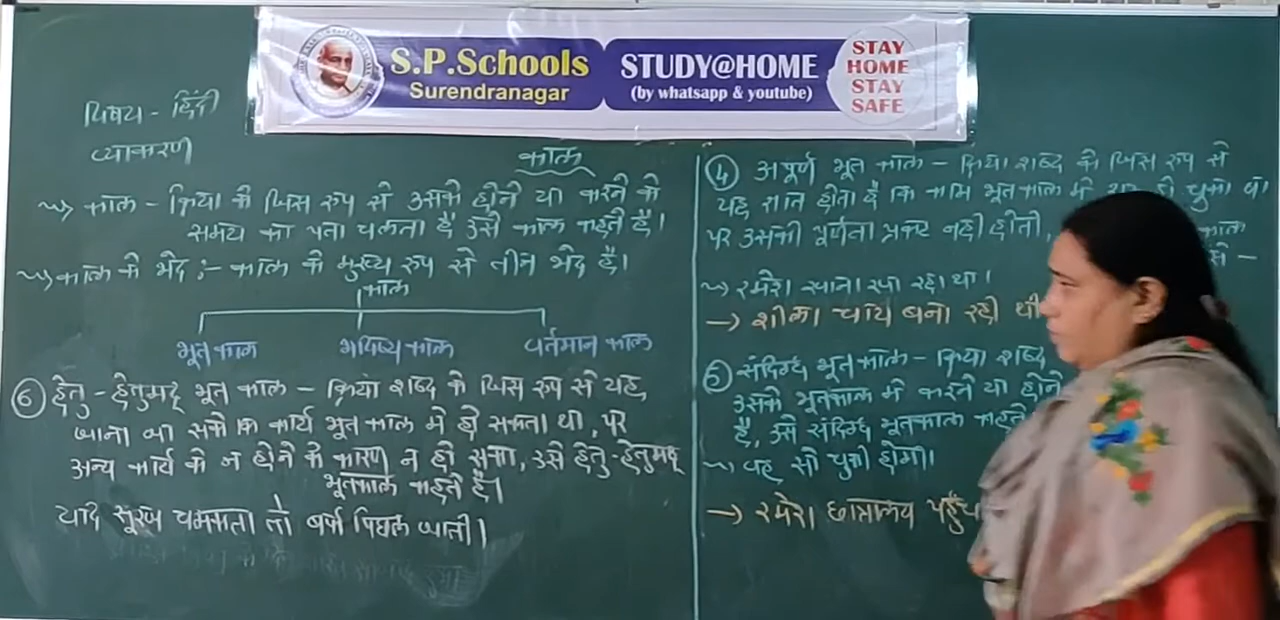 S.P.Schools
Surendranagar
STUDY@HOME
(by whatsapp & youtube)
STAY
HOME
STAY
SAFE
विषय - हिंदी
व्याकरण
काल
काल - क्रिया के जिस रुप से उसके होने या करने के
समय का पता चलता है उसे काल कहते है।
काल के भेद :- काल के मुख्य रुप से तीन भेद है।
काल
भूतकाल भविष्य काल वर्तमान काल
⑥ हेतु - हेतुमद् भूत काल - क्रिया शब्द के जिस रुप से यह
जाना जा सके कि कार्य भूत काल मे हो सकता था, पर
अन्य कार्य के न होने के कारण न हो सका, उसे हेतु-हेतुमद्
भूतकाल कहते है।
यदि सूरज चमकता तो बर्फ पिघल जाती।
④ अपूर्ण भूत काल - क्रिया शब्द के जिस रुप से
यह ज्ञात होता है कि काम भूतकाल मे हो चुका था
पर उसकी पूर्णता प्रकट नही होती, काल
से -
रमेश खाना खा रहा था।
→ शीला चाय बना रही थी
⑤ संदिग्ध भूत काल - क्रिया शब्द
उसके भूतकाल मे करने या होने
है, उसे संदिग्ध भूतकाल कहते
वह सो चुकी होगी।
→ रमेश छात्रालय पहुँच